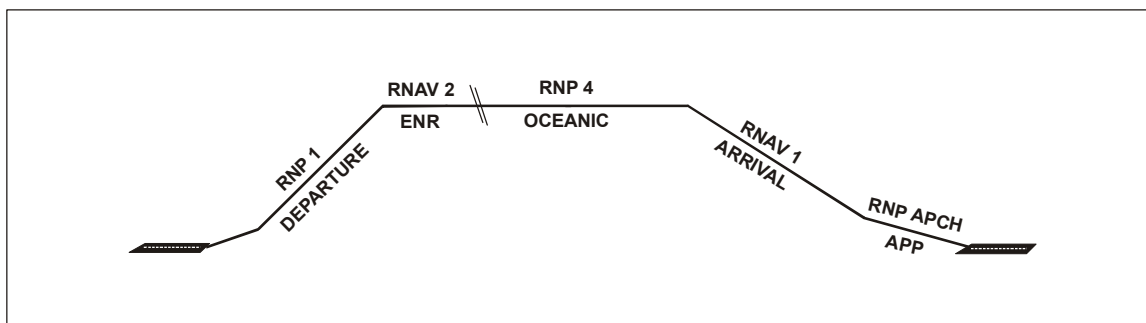 RNP 1
DEPARTURE
RNAV 2
ENR
RNP 4
OCEANIC
RNAV 1
ARRIVAL
RNP APCH
APP